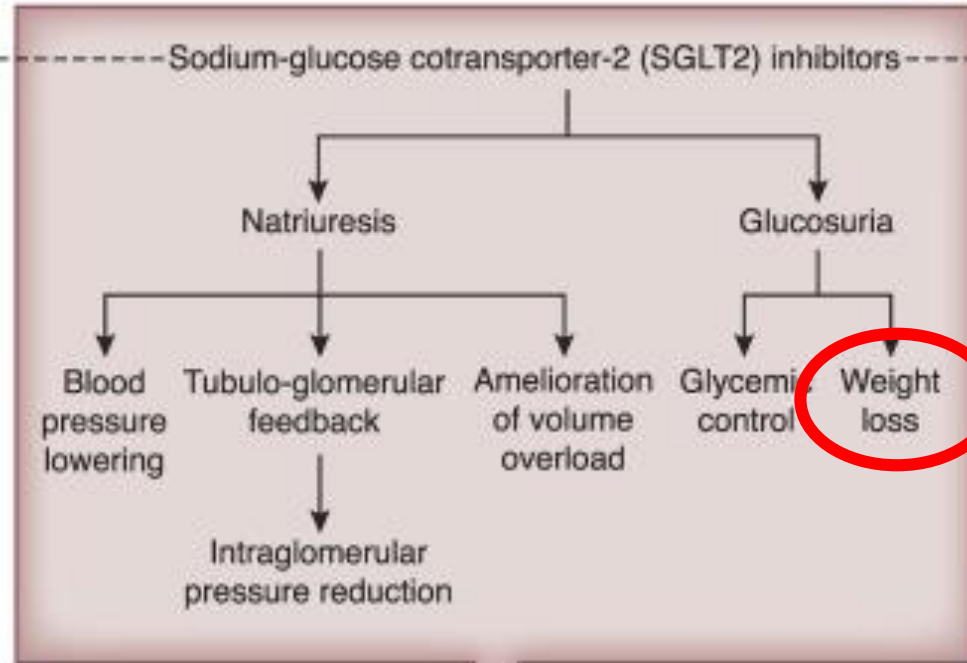 Sodium-glucose cotransporter-2 (SGLT2) inhibitors
Natriuresis
Glucosuria
Blood
pressure
lowering
Tubulo-glomerular
feedback
Amelioration
of volume
overload
Glycemic
control
Weight
loss
Intraglomerular
pressure reduction